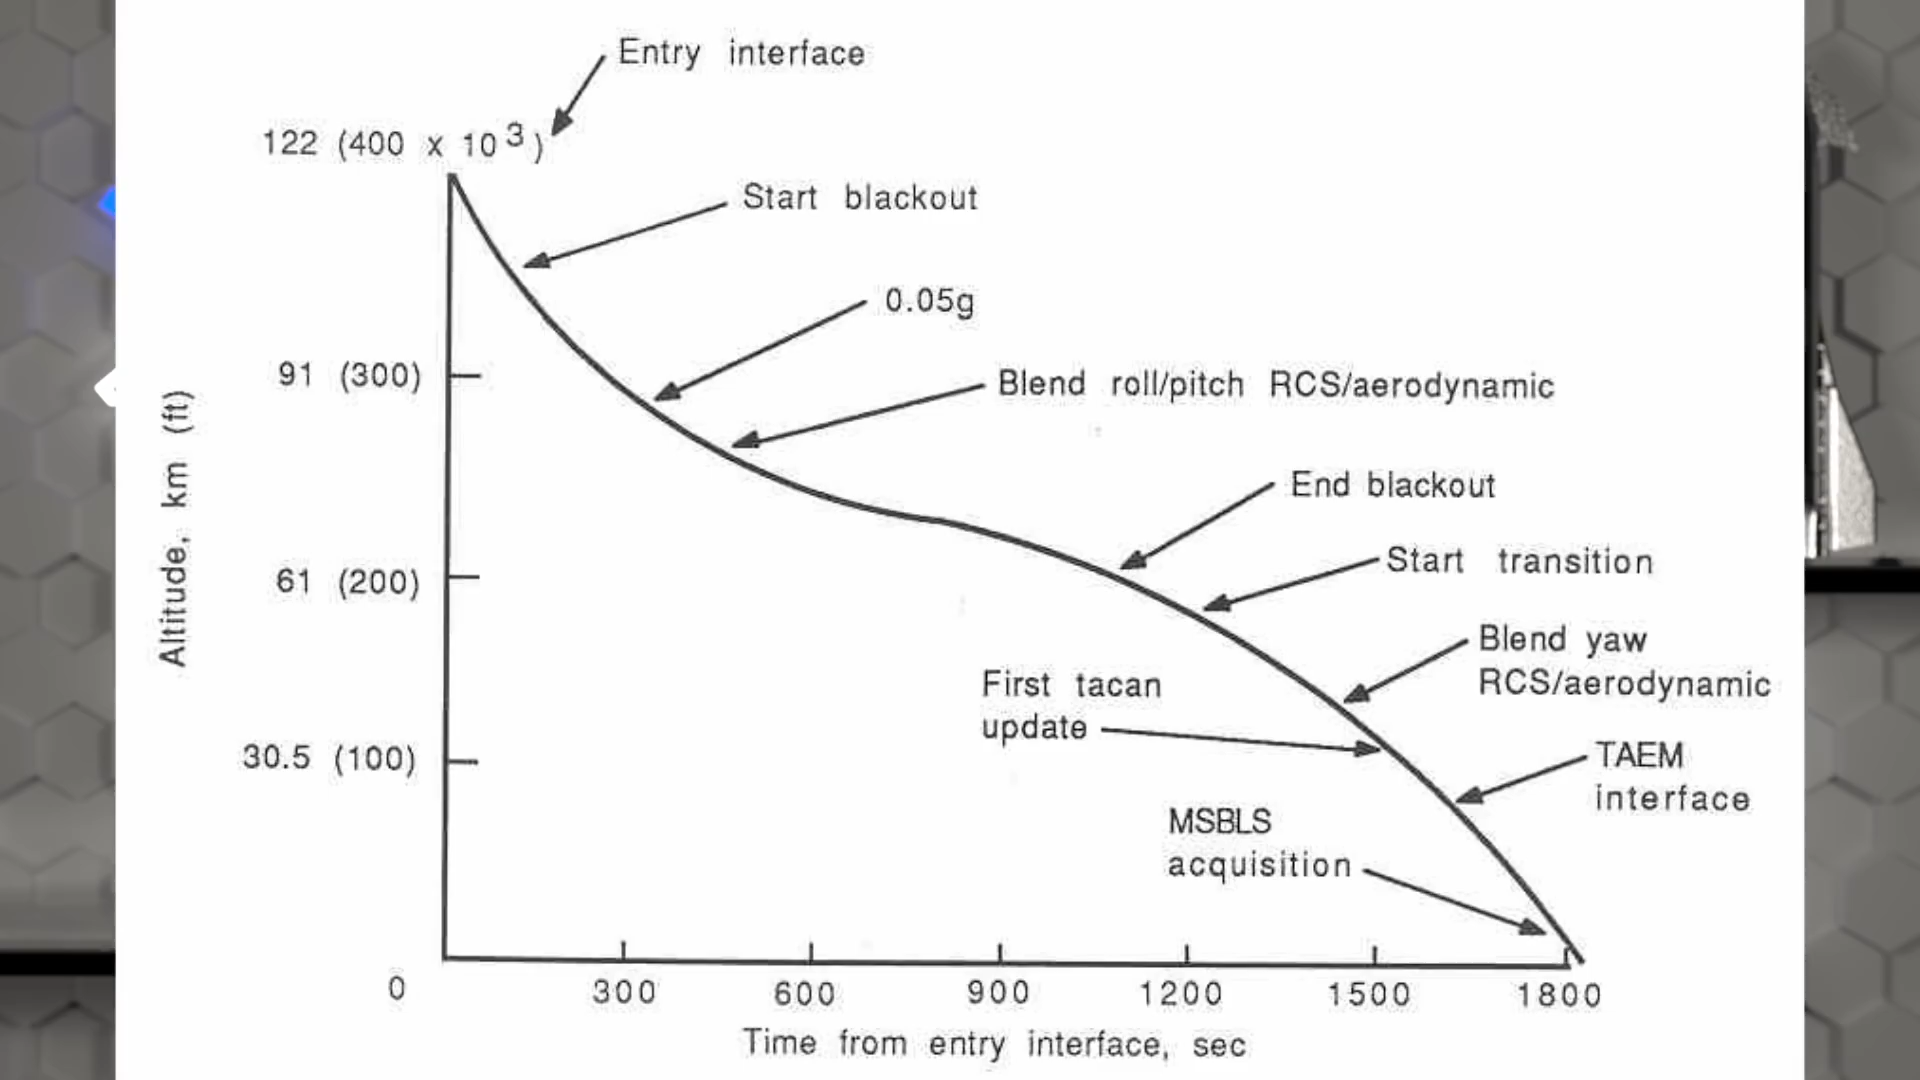 Entry interface
122 (400 x 10³)
Start blackout
0.05g
91 (300)
Blend roll/pitch RCS/aerodynamic
End blackout
Start transition
61 (200)
Blend yaw
RCS/aerodynamic
First tacan
update
TAEM
interface
30.5 (100)
MSBLS
acquisition
Altitude, km (ft)
0 300 600 900 1200 1500 1800
Time from entry interface, sec